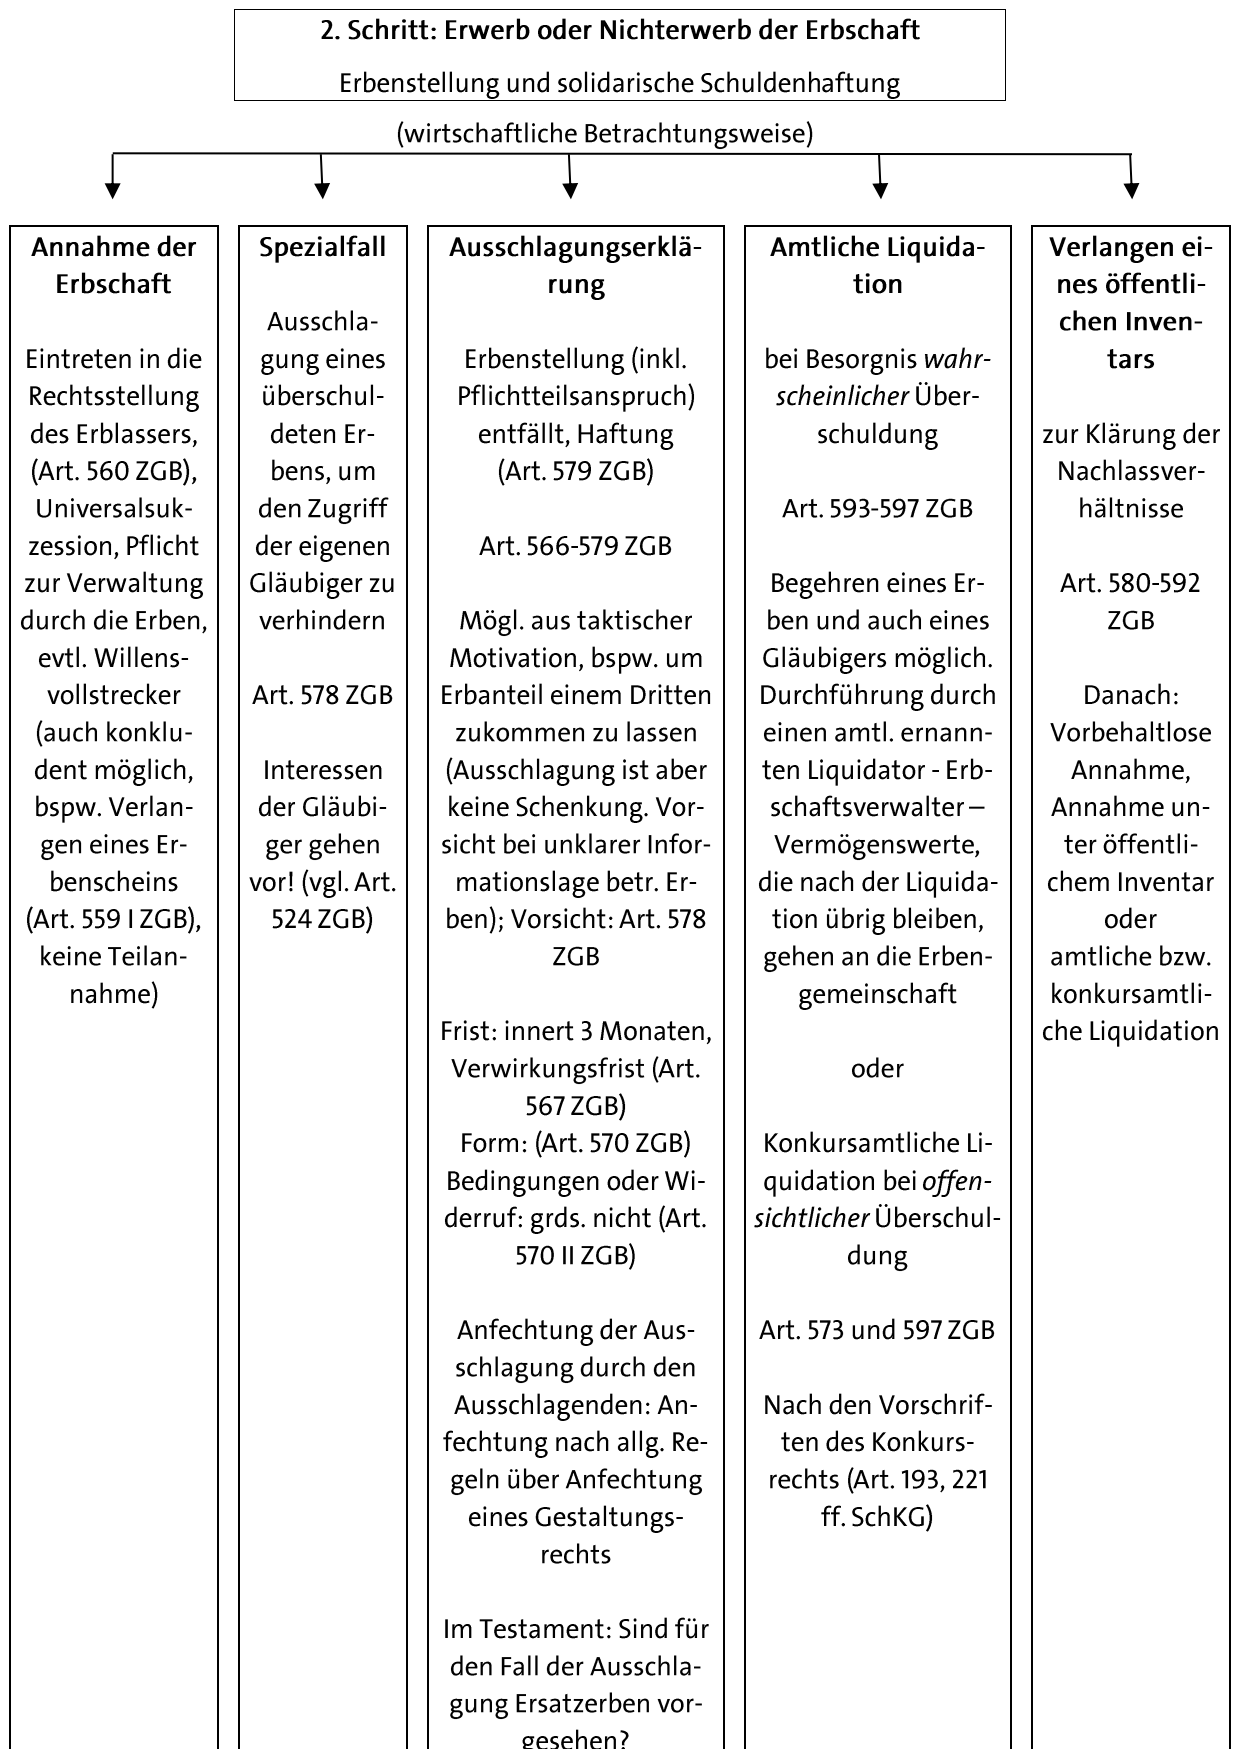 2. Schritt: Erwerb oder Nichterwerb der Erbschaft
Erbenstellung und solidarische Schuldenhaftung
(wirtschaftliche Betrachtungsweise)
Annahme der
Erbschaft
Eintreten in die
Rechtsstellung
des Erblassers,
(Art. 560 ZGB),
Universalsuk-
zession, Pflicht
zur Verwaltung
durch die Erben,
evtl. Willens-
vollstrecker
(auch konklu-
dent möglich,
bspw. Verlan-
gen eines Er-
benscheins
(Art. 559 I ZGB),
keine Teilan-
nahme)
Spezialfall
Ausschla-
gung eines
überschul-
deten Er-
bens, um
den Zugriff
der eigenen
Gläubiger zu
verhindern
Art. 578 ZGB
Interessen
der Gläubi-
ger gehen
vor! (vgl. Art.
524 ZGB)
Ausschlagungserklä-
rung
Erbenstellung (inkl.
Pflichtteilsanspruch)
entfällt, Haftung
(Art. 579 ZGB)
Art. 566-579 ZGB
Mögl. aus taktischer
Motivation, bspw. um
Erbanteil einem Dritten
zukommen zu lassen
(Ausschlagung ist aber
keine Schenkung. Vor-
sicht bei unklarer Infor-
mationslage betr. Er-
ben); Vorsicht: Art. 578
ZGB
Frist: innert 3 Monaten,
Verwirkungsfrist (Art.
567 ZGB)
Form: (Art. 570 ZGB)
Bedingungen oder Wi-
derruf: grds. nicht (Art.
570 II ZGB)
Anfechtung der Aus-
schlagung durch den
Ausschlagenden: An-
fechtung nach allg. Re-
geln über Anfechtung
eines Gestaltungs-
rechts
Im Testament: Sind für
den Fall der Ausschla-
gung Ersatzerben vor-
gesehen?
Amtliche Liquida-
tion
bei Besorgnis wahr-
scheinlicher Über-
schuldung
Art. 593-597 ZGB
Begehren eines Er-
ben und auch eines
Gläubigers möglich.
Durchführung durch
einen amtl. ernann-
ten Liquidator - Erb-
schaftsverwalter –
Vermögenswerte,
die nach der Liquida-
tion übrig bleiben,
gehen an die Erben-
gemeinschaft
oder
Konkursamtliche Li-
quidation bei offen-
sichtlicher Überschul-
dung
Art. 573 und 597 ZGB
Nach den Vorschrif-
ten des Konkurs-
rechts (Art. 193, 221
ff. SchKG)
Verlangen ei-
nes öffentli-
chen Inven-
tars
zur Klärung der
Nachlassver-
hältnisse
Art. 580-592
ZGB
Danach:
Vorbehaltlose
Annahme,
Annahme un-
ter öffentli-
chem Inventar
oder
amtliche bzw.
konkursamtli-
che Liquidation